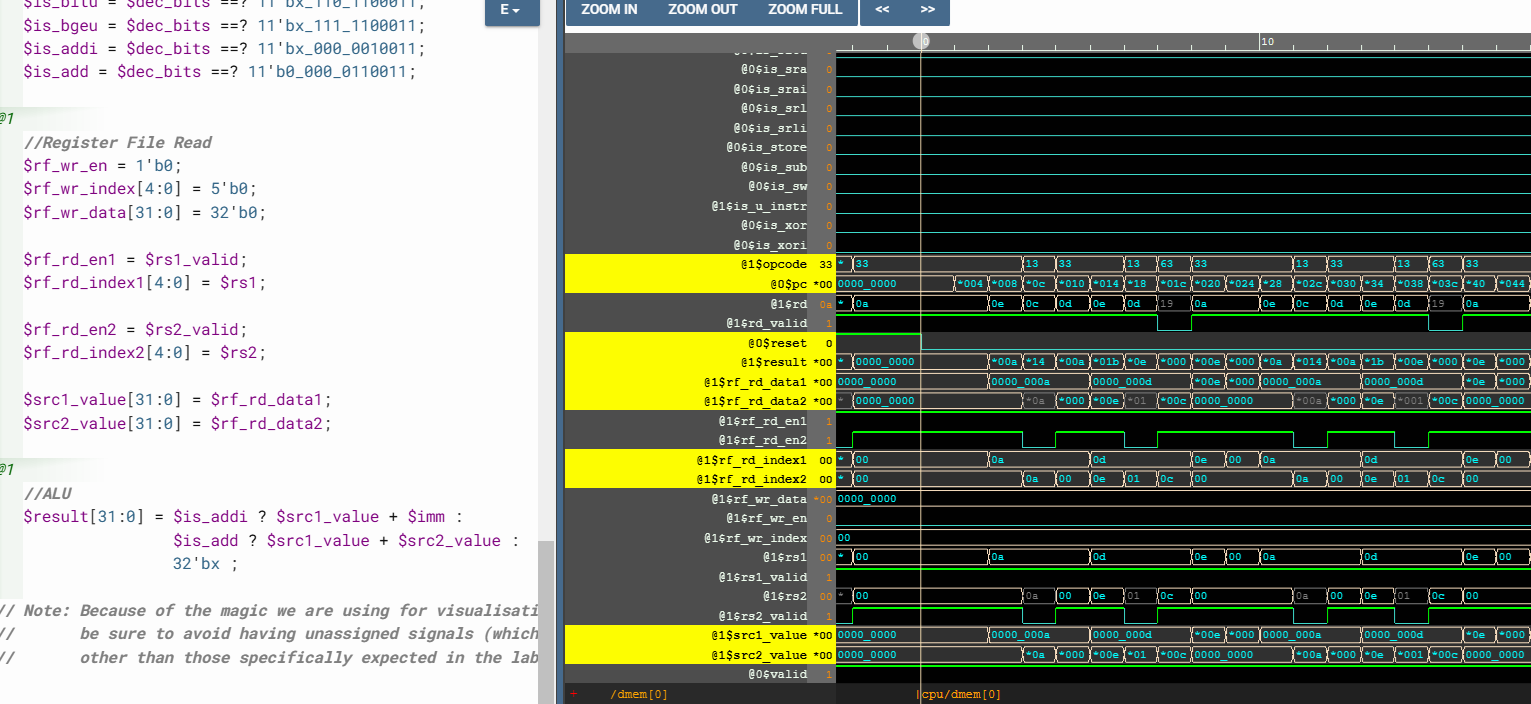 $is_bltu = $dec_bits ==? 11'bx_110_1100011;
$is_bgeu = $dec_bits ==? 11'bx_111_1100011;
$is_addi = $dec_bits ==? 11'bx_000_0010011;
$is_add = $dec_bits ==? 11'b0_000_0110011;
@1
//Register File Read
$rf_wr_en = 1'b0;
$rf_wr_index[4:0] = 5'b0;
$rf_wr_data[31:0] = 32'b0;
$rf_rd_en1 = $rs1_valid;
$rf_rd_index1[4:0] = $rs1;
$rf_rd_en2 = $rs2_valid;
$rf_rd_index2[4:0] = $rs2;
$src1_value[31:0] = $rf_rd_data1;
$src2_value[31:0] = $rf_rd_data2;
@1
//ALU
$result[31:0] = $is_addi ? $src1_value + $imm :
$is_add ? $src1_value + $src2_value :
32'bx ;
// Note: Because of the magic we are using for visualisati
// be sure to avoid having unassigned signals (which
// other than those specifically expected in the lab
E
ZOOM IN ZOOM OUT ZOOM FULL << >>
0 10
@0$is_sra 0
@0$is_srai 0
@0$is_srl 0
@0$is_srli 0
@0$is_store 0
@0$is_sub 0
@0$is_sw 0
@1$is_u_instr 0
@0$is_xor 0
@0$is_xori 0
@1$opcode 33 * 33 13 33 13 63 33 13 33 13 63 33
@0$pc *00 0000_0000 *004 *008 *0c *010 *014 *18 *01c *020 *024 *28 *02c *030 *34 *038 *03c *40 *044
@1$rd 0a * 0a 0e 0c 0d 0e 0d 19 0a 0e 0c 0d 0e 0d 19 0a
@1$rd_valid 1
@0$reset 0
@1$result *00 * 0000_0000 *00a *14 *00a *01b *0e *000 *00e *000 *0a *014 *00a *1b *00e *000 *0e *000
@1$rf_rd_data1 *00 0000_0000 0000_000a 0000_000d *00e *000 0000_000a 0000_000d *0e *000
@1$rf_rd_data2 *00 * 0000_0000 *0a *000 *00e *01 *00c 0000_0000 *00a *000 *0e *001 *00c 0000_0000
@1$rf_rd_en1 1
@1$rf_rd_en2 1
@1$rf_rd_index1 00 * 00 0a 0d 0e 00 0a 0d 0e 00
@1$rf_rd_index2 00 * 00 0a 00 0e 01 0c 00 0a 00 0e 01 0c 00
@1$rf_wr_data *00 0000_0000
@1$rf_wr_en 0
@1$rf_wr_index 00 00
@1$rs1 00 * 00 0a 0d 0e 00 0a 0d 0e 00
@1$rs1_valid 1
@1$rs2 00 * 00 0a 00 0e 01 0c 00 0a 00 0e 01 0c 00
@1$rs2_valid 1
@1$src1_value *00 0000_0000 0000_000a 0000_000d *00e *000 0000_000a 0000_000d *0e *000
@1$src2_value *00 0000_0000 *0a *000 *00e *01 *00c 0000_0000 *00a *000 *0e *001 *00c 0000_0000
@0$valid 1
+ /dmem[0] |cpu/dmem[0]